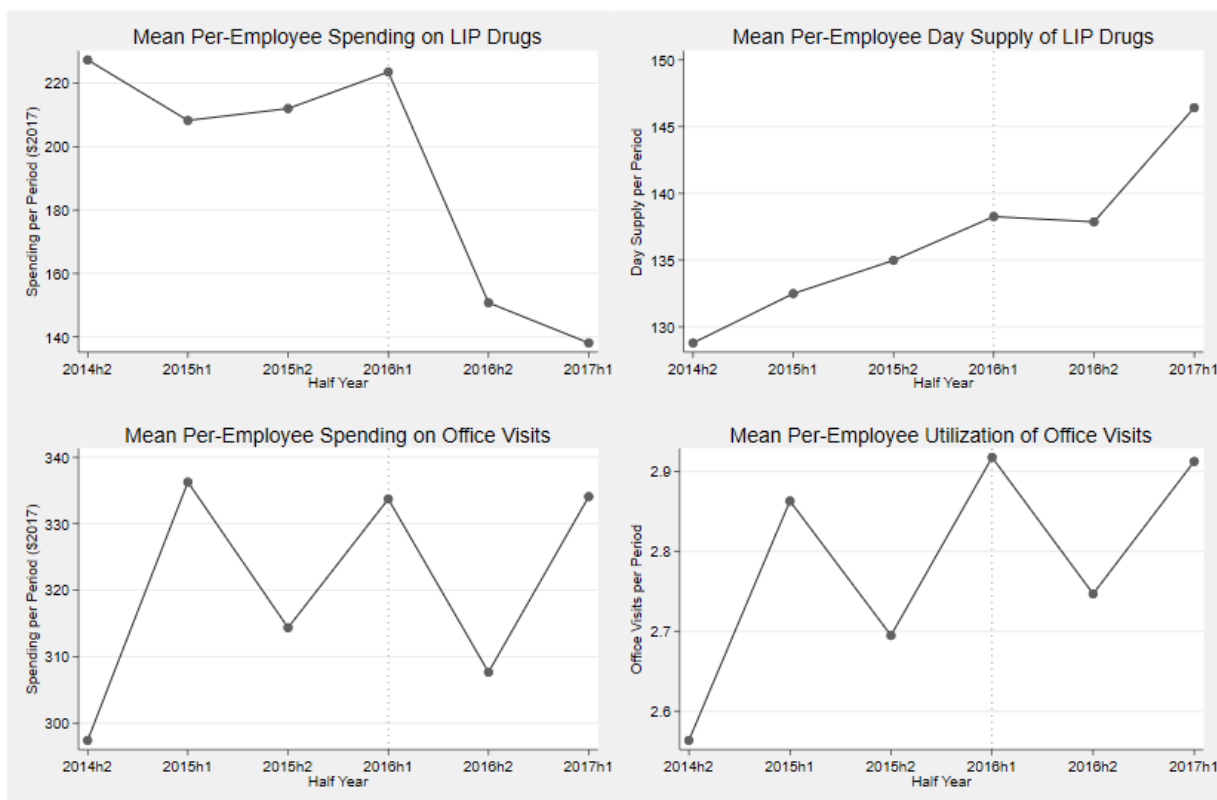 Mean Per-Employee Spending on LIP Drugs
Spending per Period ($2017)
220
200
180
160
140
2014h2 2015h1 2015h2 2016h1 2016h2 2017h1
Half Year
Mean Per-Employee Day Supply of LIP Drugs
Day Supply per Period
150
145
140
135
130
2014h2 2015h1 2015h2 2016h1 2016h2 2017h1
Half Year
Mean Per-Employee Spending on Office Visits
Spending per Period ($2017)
340
330
320
310
300
2014h2 2015h1 2015h2 2016h1 2016h2 2017h1
Half Year
Mean Per-Employee Utilization of Office Visits
Office Visits per Period
2.9
2.8
2.7
2.6
2014h2 2015h1 2015h2 2016h1 2016h2 2017h1
Half Year